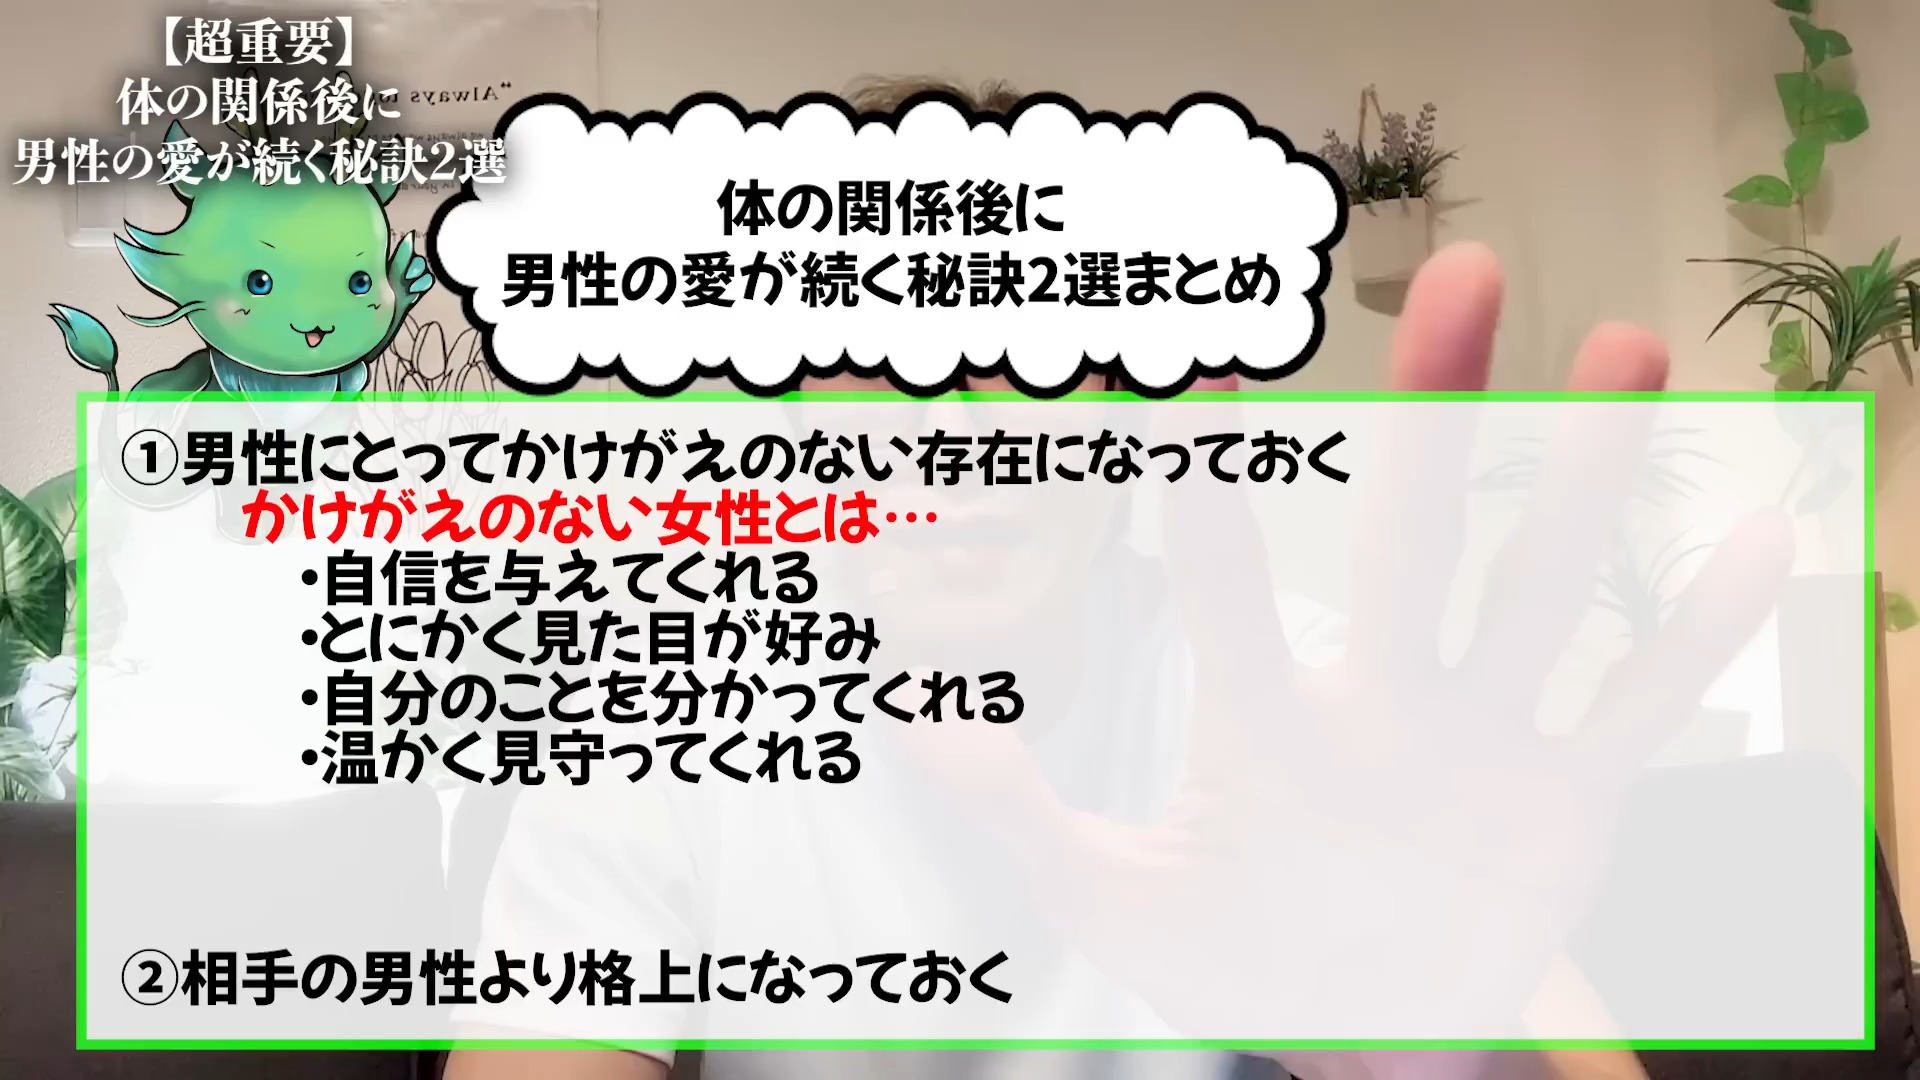 【超重要】
体の関係後に
男性の愛が続く秘訣2選
"Always to
体の関係後に
男性の愛が続く秘訣2選まとめ
①男性にとってかけがえのない存在になっておく
かけがえのない女性とは…
・自信を与えてくれる
・とにかく見た目が好み
・自分のことを分かってくれる
・温かく見守ってくれる
②相手の男性より格上になっておく